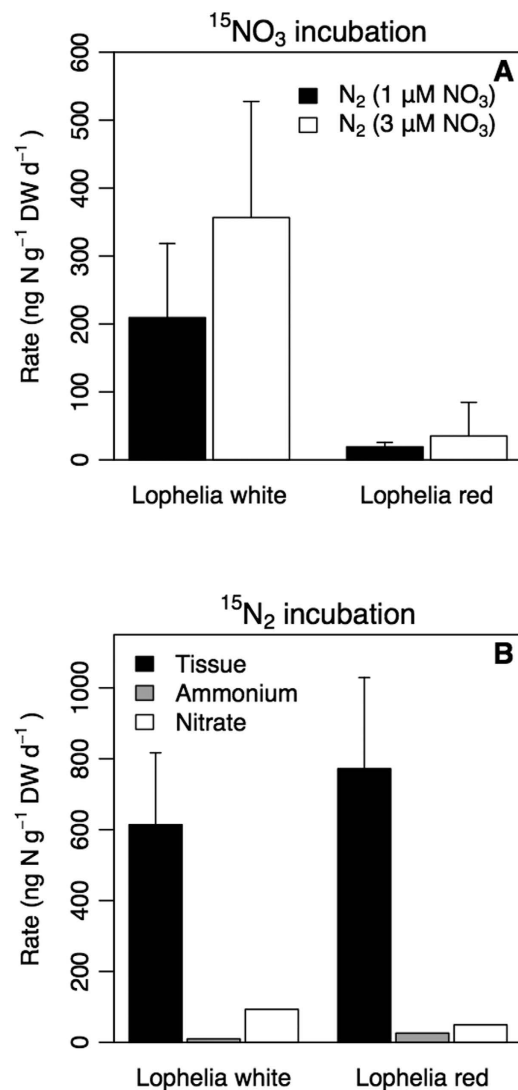 ¹⁵NO₃ incubation
A
N₂ (1 µM NO₃)
N₂ (3 µM NO₃)
Rate (ng N g⁻¹ DW d⁻¹ )
600
500
400
300
200
100
0
Lophelia white Lophelia red
¹⁵N₂ incubation
B
Tissue
Ammonium
Nitrate
Rate (ng N g⁻¹ DW d⁻¹ )
1000
800
600
400
200
0
Lophelia white Lophelia red